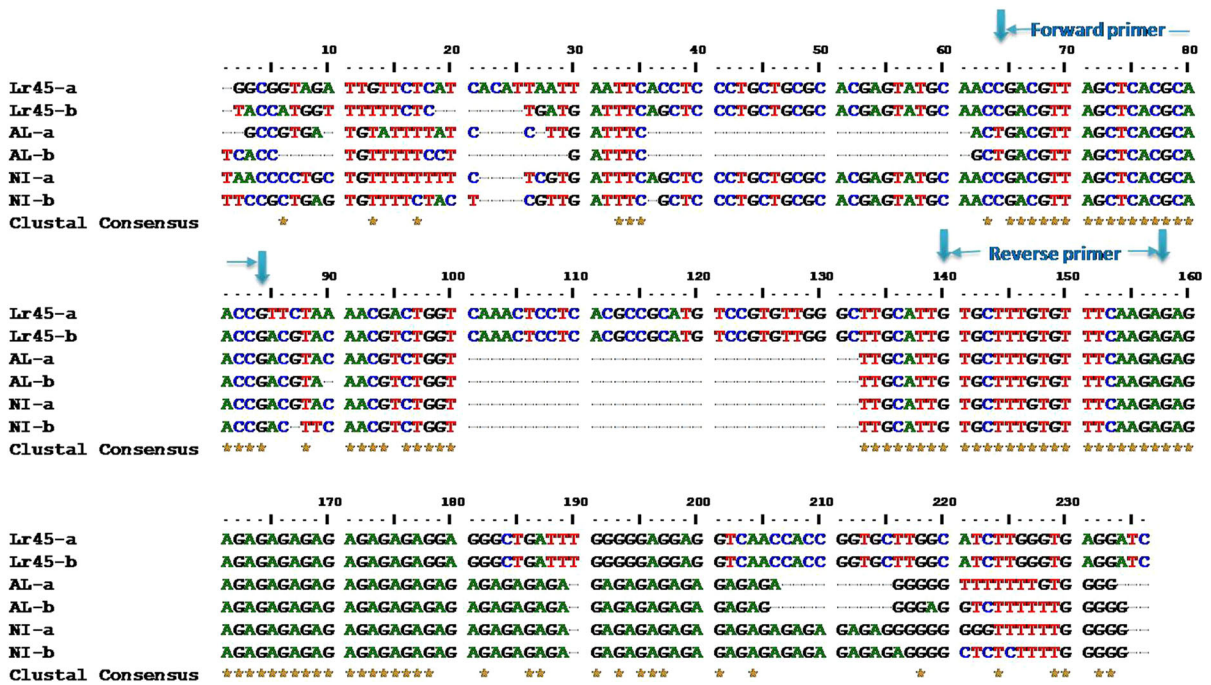 Forward primer
10 20 30 40 50 60 70 80
Lr45-a -GGCGGTAGA TTGTTCTCAT CACATTAATT AATTCACCTC CCTGCTGCGC ACGAGTATGC AACCGACGTT AGCTCACGCA
Lr45-b -TACCATGGT TTTTTCTC-- -----TGATG ATTTCAGCTC CCTGCTGCGC ACGAGTATGC AACCGACGTT AGCTCACGCA
AL-a --GCCGTGA- TGTATTTTAT C----C-TTG ATTTC----- ---------- ---------- -ACTGACGTT AGCTCACGCA
AL-b TCACC----- TGTTTTTCCT ---------G ATTTC----- ---------- ---------- -GCTGACGTT AGCTCACGCA
NI-a TAACCCCTGC TGTTTTTTTT C----TCGTG ATTTCAGCTC CCTGCTGCGC ACGAGTATGC AACCGACGTT AGCTCACGCA
NI-b TTCCGCTGAG TGTTTTCTAC T----CGTTG ATTTC-GCTC CCTGCTGCGC ACGAGTATGC AACCGACGTT AGCTCACGCA
Clustal Consensus * * * *** * ***** **********
Reverse primer
90 100 110 120 130 140 150 160
Lr45-a ACCGTTCTAA AACGACTGGT CAAACTCCTC ACGCCGCATG TCCGTGTTGG GCTTGCATTG TGCTTTGTGT TTCAAGAGAG
Lr45-b ACCGACGTAC AACGTCTGGT CAAACTCCTC ACGCCGCATG TCCGTGTTGG GCTTGCATTG TGCTTTGTGT TTCAAGAGAG
AL-a ACCGACGTAC AACGTCTGGT ---------- ---------- ---------- --TTGCATTG TGCTTTGTGT TTCAAGAGAG
AL-b ACCGACGTA- AACGTCTGGT ---------- ---------- ---------- --TTGCATTG TGCTTTGTGT TTCAAGAGAG
NI-a ACCGACGTAC AACGTCTGGT ---------- ---------- ---------- --TTGCATTG TGCTTTGTGT TTCAAGAGAG
NI-b ACCGAC-TTC AACGTCTGGT ---------- ---------- ---------- --TTGCATTG TGCTTTGTGT TTCAAGAGAG
Clustal Consensus **** * **** ***** ******** ********** **********
170 180 190 200 210 220 230
Lr45-a AGAGAGAGAG AGAGAGAGGA GGGCTGATTT GGGGGAGGAG GTCAACCACC GGTGCTTGGC ATCTTGGGTG AGGATC
Lr45-b AGAGAGAGAG AGAGAGAGGA GGGCTGATTT GGGGGAGGAG GTCAACCACC GGTGCTTGGC ATCTTGGGTG AGGATC
AL-a AGAGAGAGAG AGAGAGAGAG AGAGAGAGA- GAGAGAGAGA GAGAGA---- -----GGGGG TTTTTTTGTG GGG---
AL-b AGAGAGAGAG AGAGAGAGAG AGAGAGAGA- GAGAGAGAGA GAGAG----- -----GGGAG GTCTTTTTTG GGGG--
NI-a AGAGAGAGAG AGAGAGAGAG AGAGAGAGA- GAGAGAGAGA GAGAGAGAGA GAGAGGGGGG GGGTTTTTTG GGGG--
NI-b AGAGAGAGAG AGAGAGAGAG AGAGAGAGA- GAGAGAGAGA GAGAGAGAGA GAGAGAGGGG CTCTCTTTTG GGGG--
Clustal Consensus ********** ******** * ** * * *** * * * * ** **